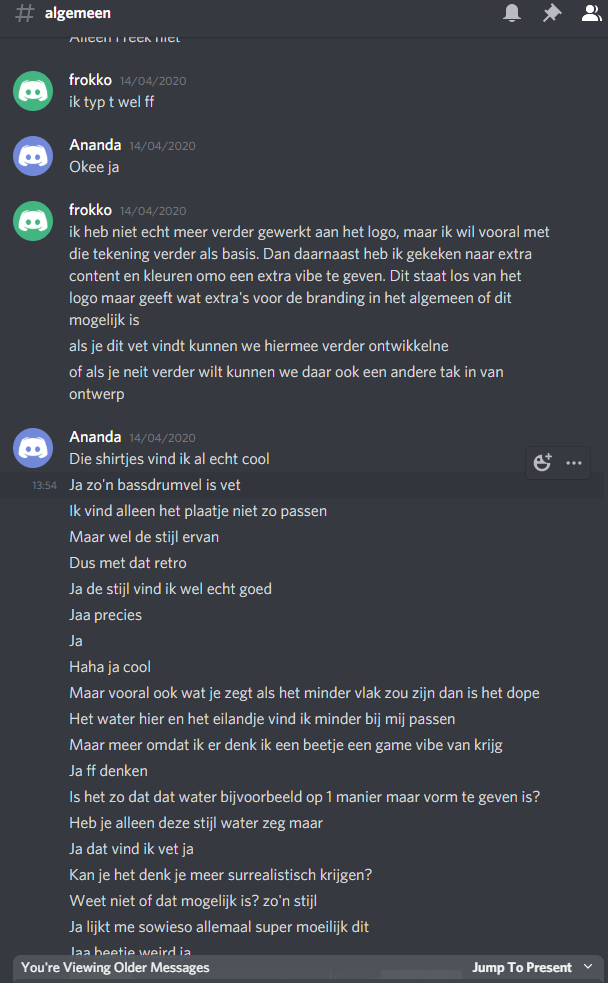 # algemeen
Alleen i reek niet
frokko 14/04/2020
ik typ t wel ff
Ananda 14/04/2020
Okee ja
frokko 14/04/2020
ik heb niet echt meer verder gewerkt aan het logo, maar ik wil vooral met
die tekening verder als basis. Dan daarnaast heb ik gekeken naar extra
content en kleuren omo een extra vibe te geven. Dit staat los van het
logo maar geeft wat extra's voor de branding in het algemeen of dit
mogelijk is
als je dit vet vindt kunnen we hiermee verder ontwikkelne
of als je neit verder wilt kunnen we daar ook een andere tak in van
ontwerp
Ananda 14/04/2020
Die shirtjes vind ik al echt cool
13:54 Ja zo'n bassdrumvel is vet
Ik vind alleen het plaatje niet zo passen
Maar wel de stijl ervan
Dus met dat retro
Ja de stijl vind ik wel echt goed
Jaa precies
Ja
Haha ja cool
Maar vooral ook wat je zegt als het minder vlak zou zijn dan is het dope
Het water hier en het eilandje vind ik minder bij mij passen
Maar meer omdat ik er denk ik een beetje een game vibe van krijg
Ja ff denken
Is het zo dat dat water bijvoorbeeld op 1 manier maar vorm te geven is?
Heb je alleen deze stijl water zeg maar
Ja dat vind ik vet ja
Kan je het denk je meer surrealistisch krijgen?
Weet niet of dat mogelijk is? zo'n stijl
Ja lijkt me sowieso allemaal super moeilijk dit
Jaa beetje weird ja
You're Viewing Older Messages Jump To Present